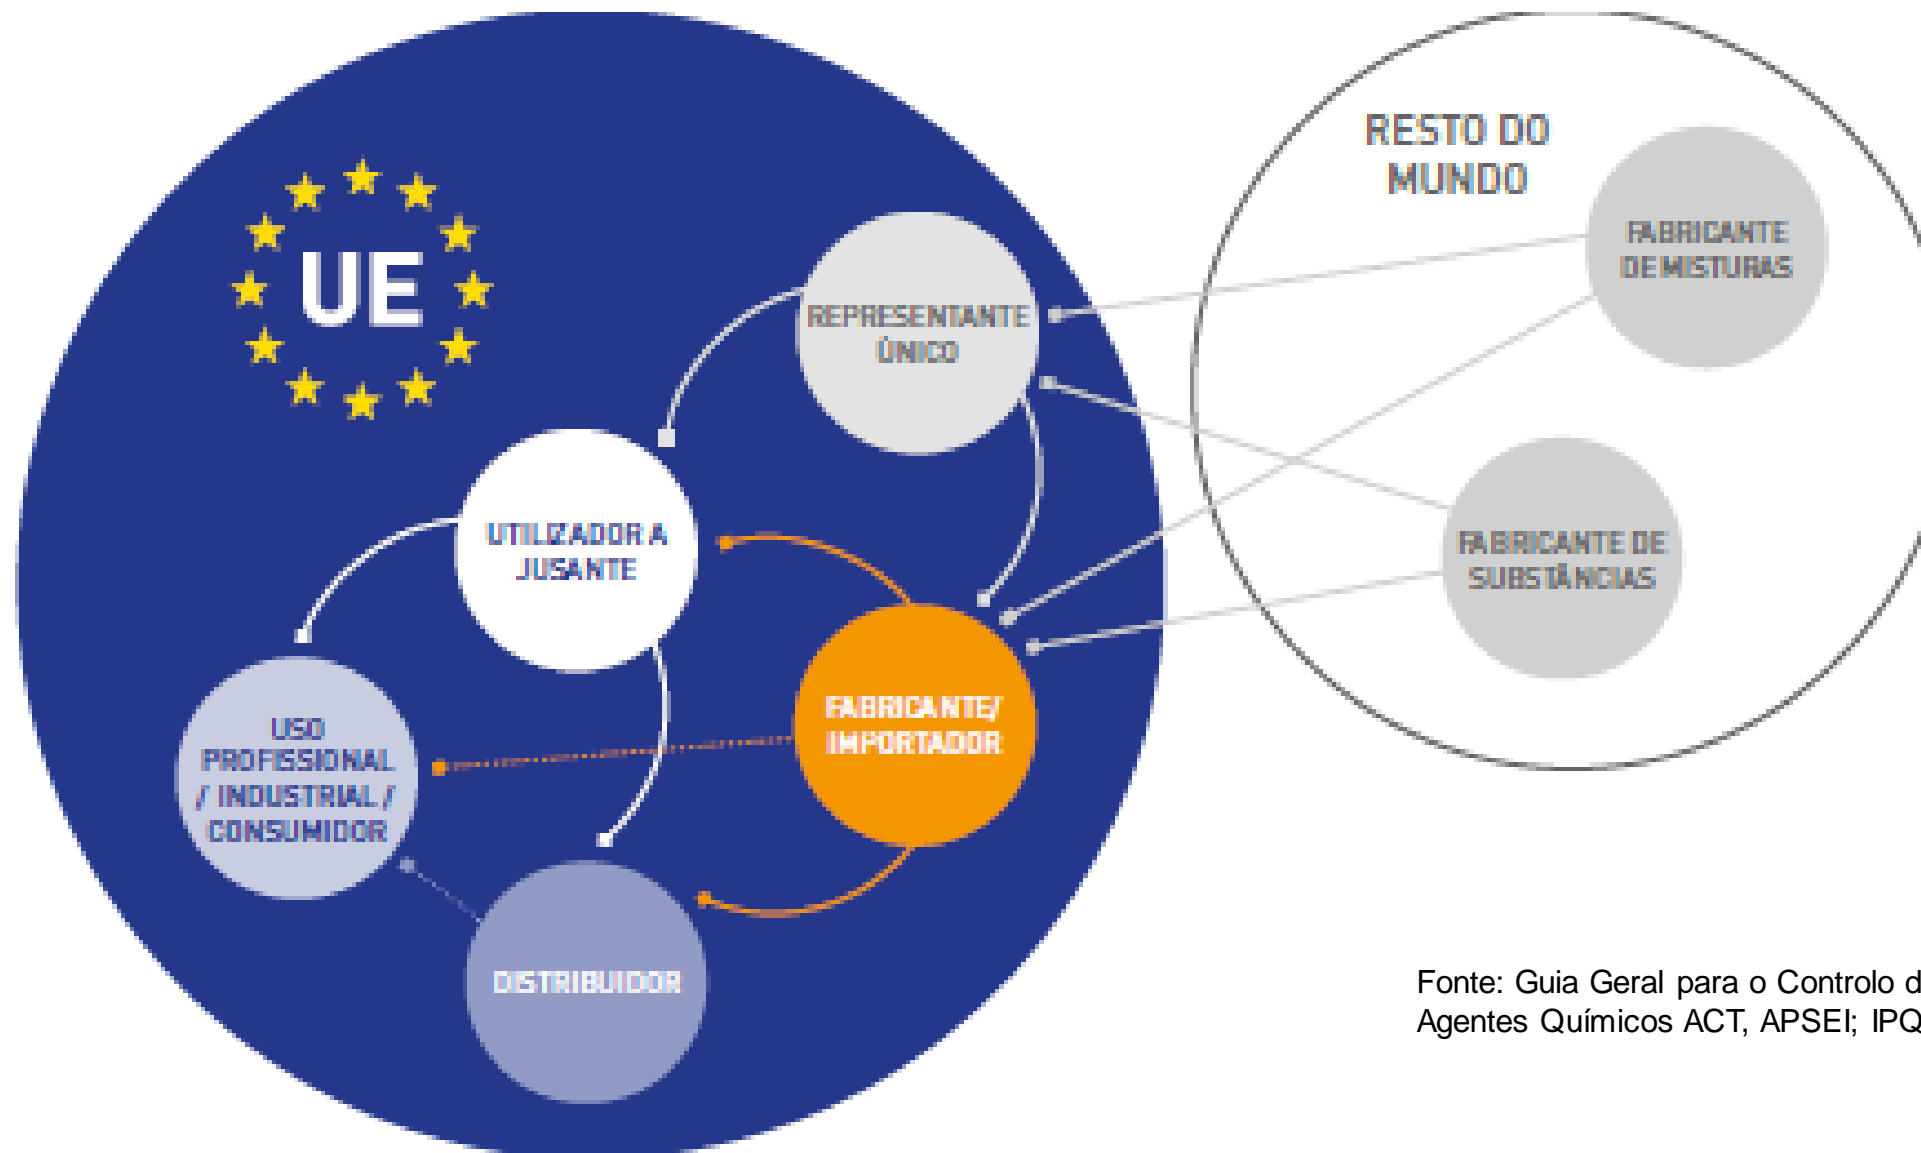 UE
RESTO DO
MUNDO
FABRICANTE
DE MISTURAS
REPRESENTANTE
ÚNICO
UTILIZADOR A
JUSANTE
FABRICANTE DE
SUBSTÂNCIAS
FABRICANTE/
IMPORTADOR
USO
PROFISSIONAL
/ INDUSTRIAL /
CONSUMIDOR
DISTRIBUIDOR
Fonte: Guia Geral para o Controlo d
Agentes Químicos ACT, APSEI; IPQ